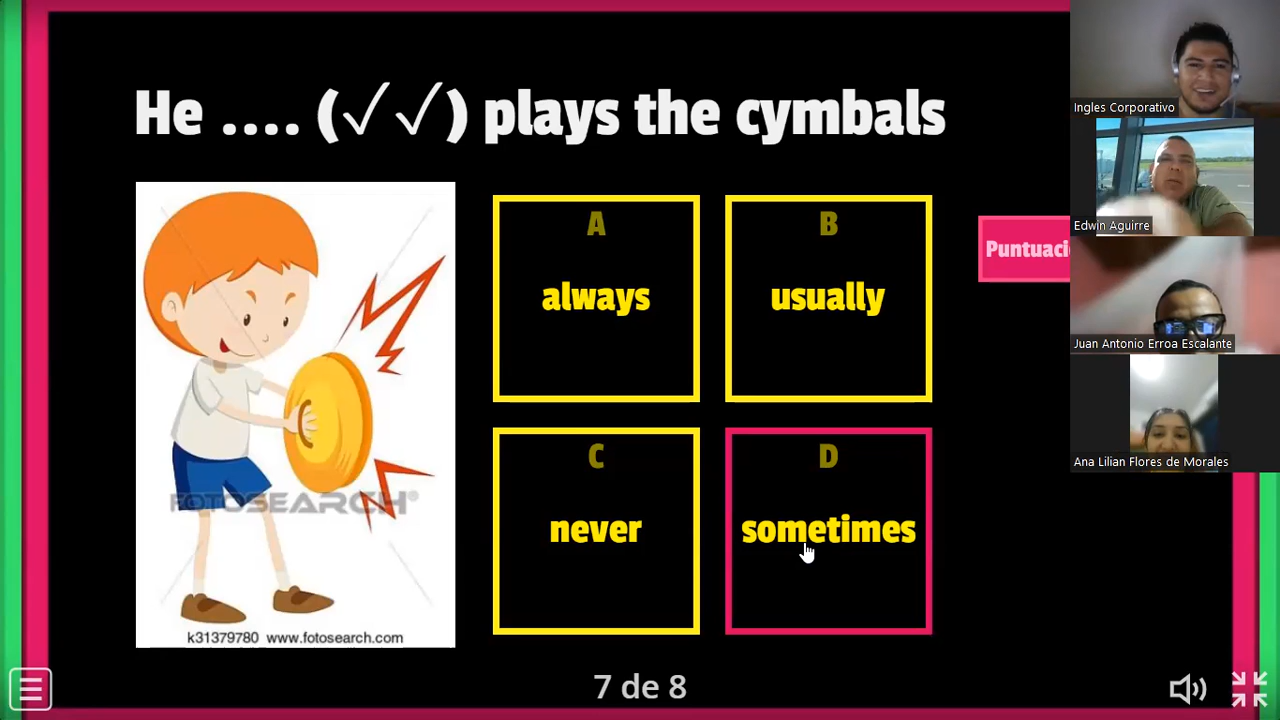 He .... (✓✓) plays the cymbals
A
always
B
usually
C
never
D
sometimes
FOTOSEARCH®
k31379780 www.fotosearch.com
7 de 8
Puntuaci
Ingles Corporativo
Edwin Aguirre
Juan Antonio Erroa Escalante
Ana Lilian Flores de Morales